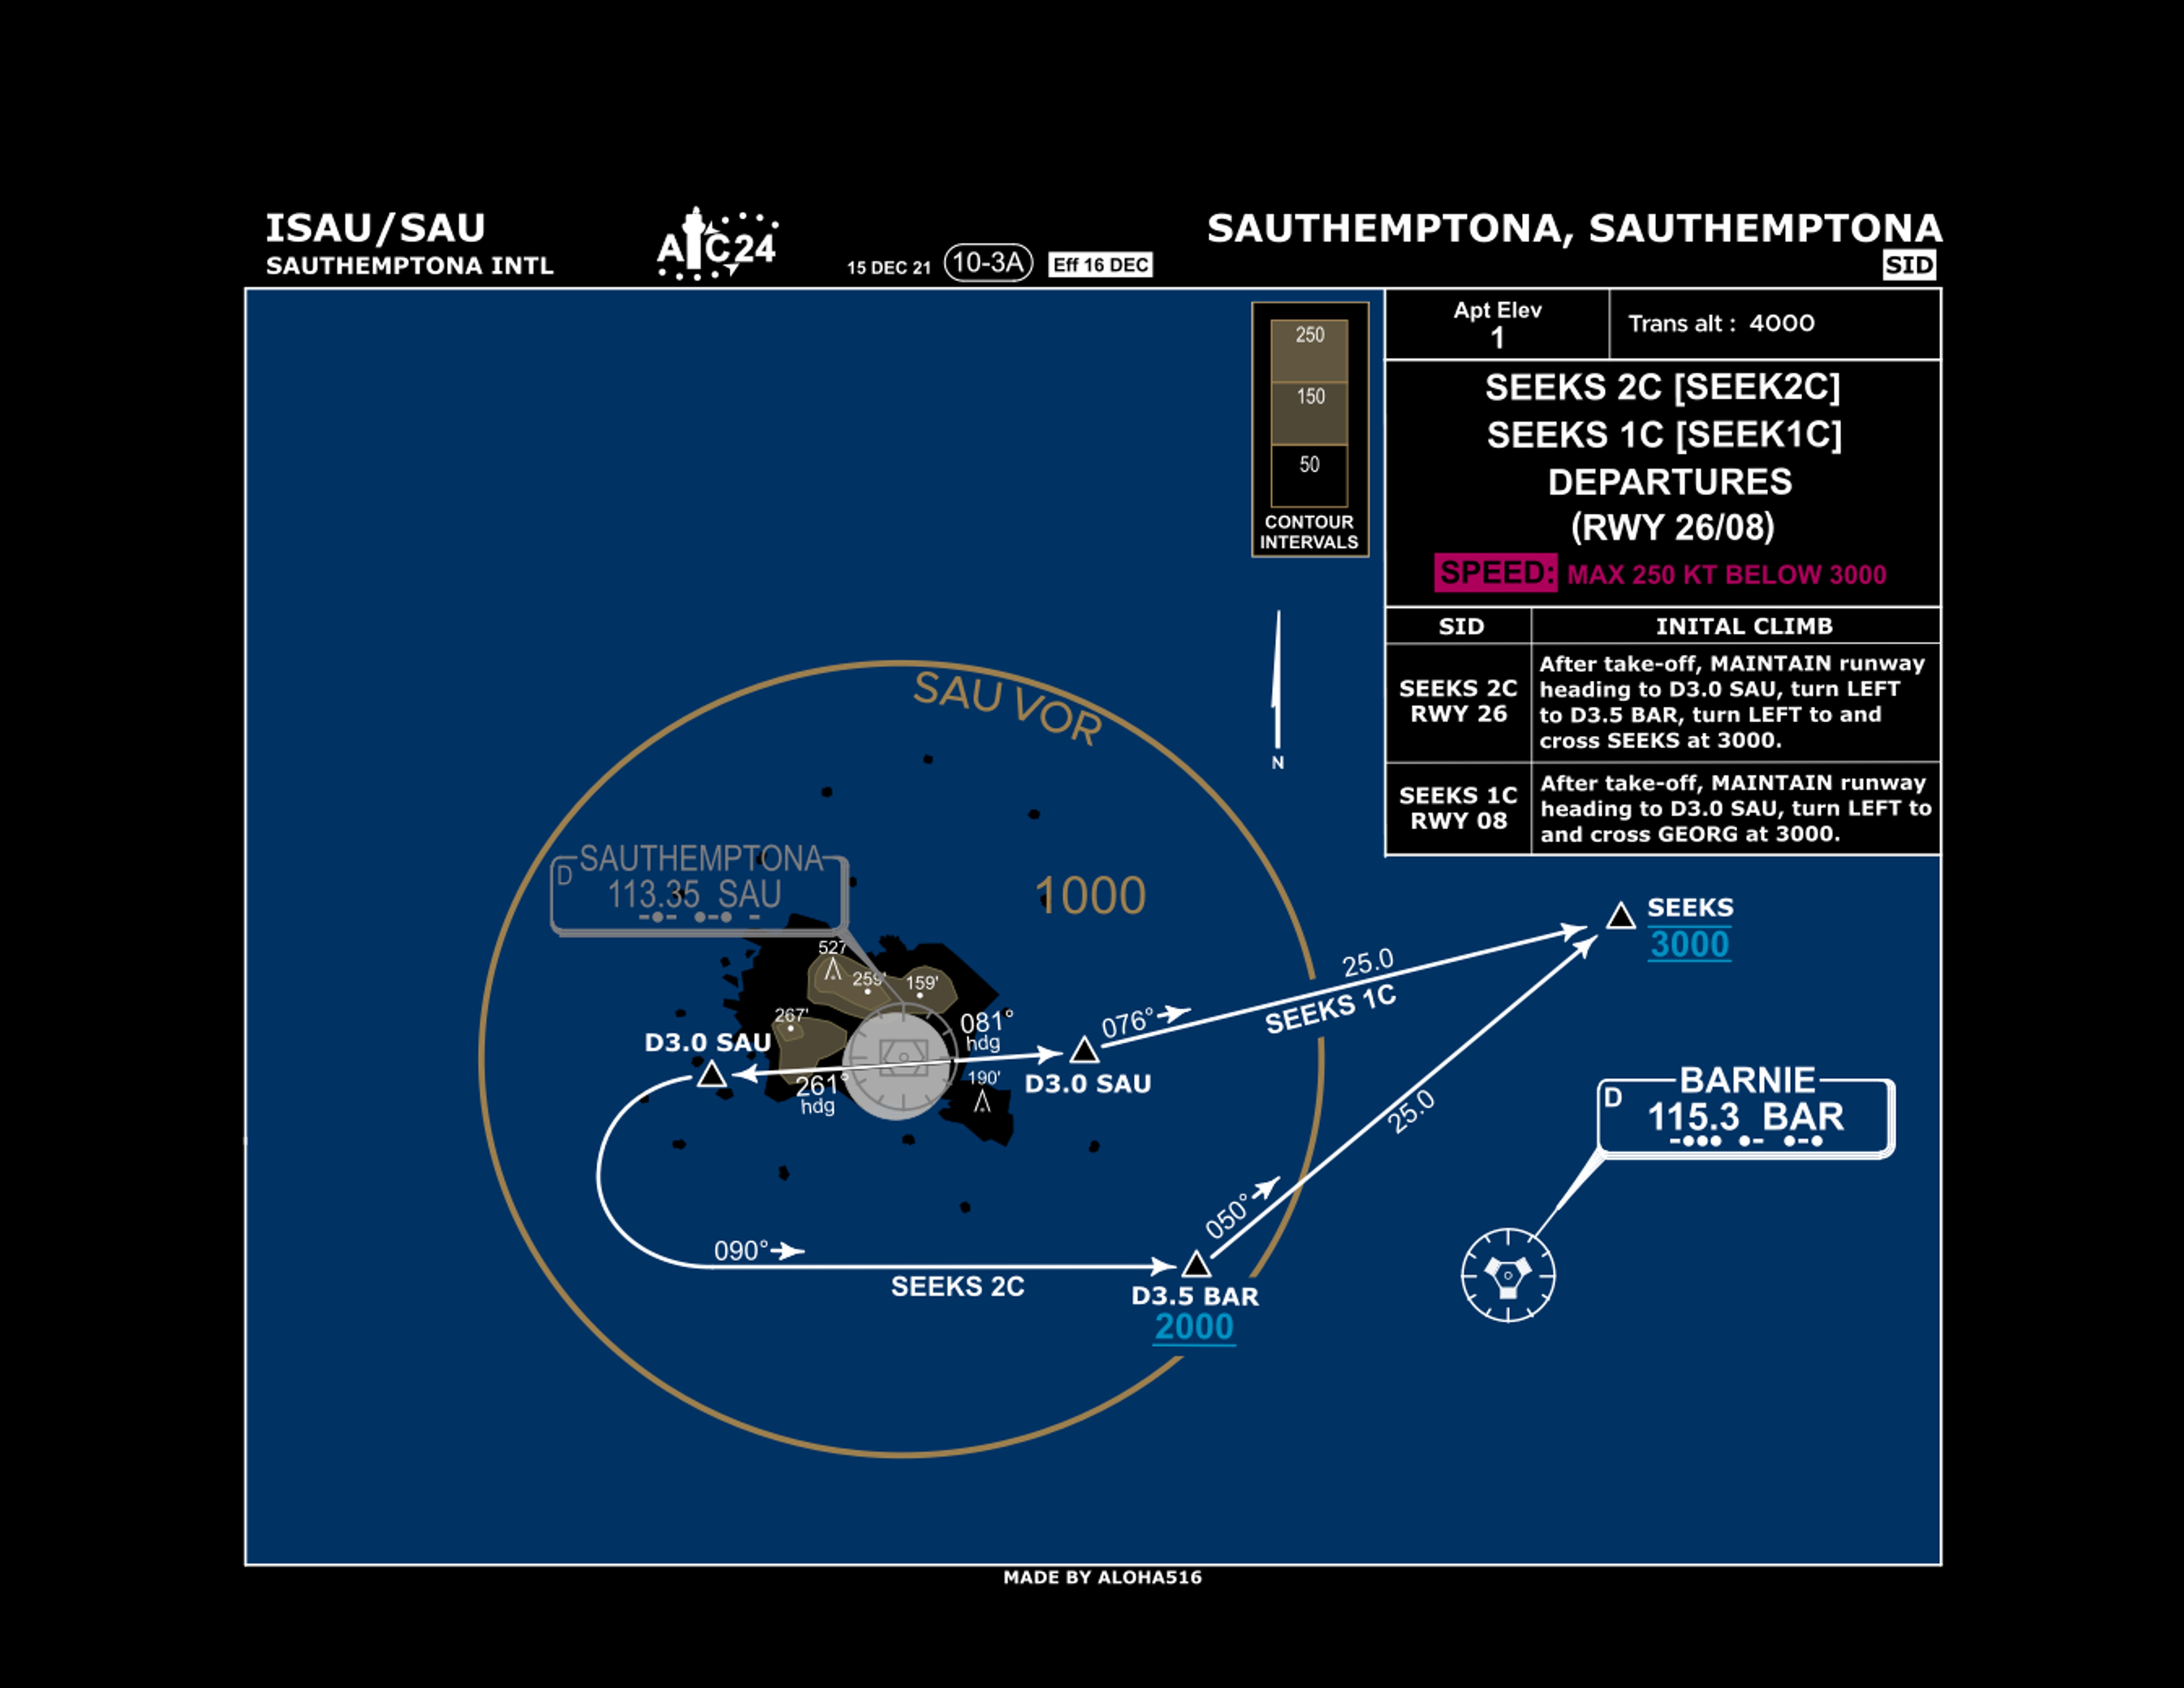 ISAU/SAU
SAUTHEMPTONA INTL
ATC24
15 DEC 21 10-3A Eff 16 DEC
SAUTHEMPTONA, SAUTHEMPTONA
SID
250
150
50
CONTOUR
INTERVALS
Apt Elev
1
Trans alt : 4000
SEEKS 2C [SEEK2C]
SEEKS 1C [SEEK1C]
DEPARTURES
(RWY 26/08)
SPEED: MAX 250 KT BELOW 3000
SID
INITAL CLIMB
SEEKS 2C
RWY 26
After take-off, MAINTAIN runway
heading to D3.0 SAU, turn LEFT
to D3.5 BAR, turn LEFT to and
cross SEEKS at 3000.
SEEKS 1C
RWY 08
After take-off, MAINTAIN runway
heading to D3.0 SAU, turn LEFT to
and cross GEORG at 3000.
N
SAU VOR
SAUTHEMPTONA
D
113.35 SAU
1000
SEEKS
3000
527
259'
159'
267'
25.0
SEEKS 1C
076°
081°
hdg
D3.0 SAU
D3.0 SAU
261°
hdg
190'
BARNIE
D
115.3 BAR
25.0
050°
090°
SEEKS 2C
D3.5 BAR
2000
MADE BY ALOHA516